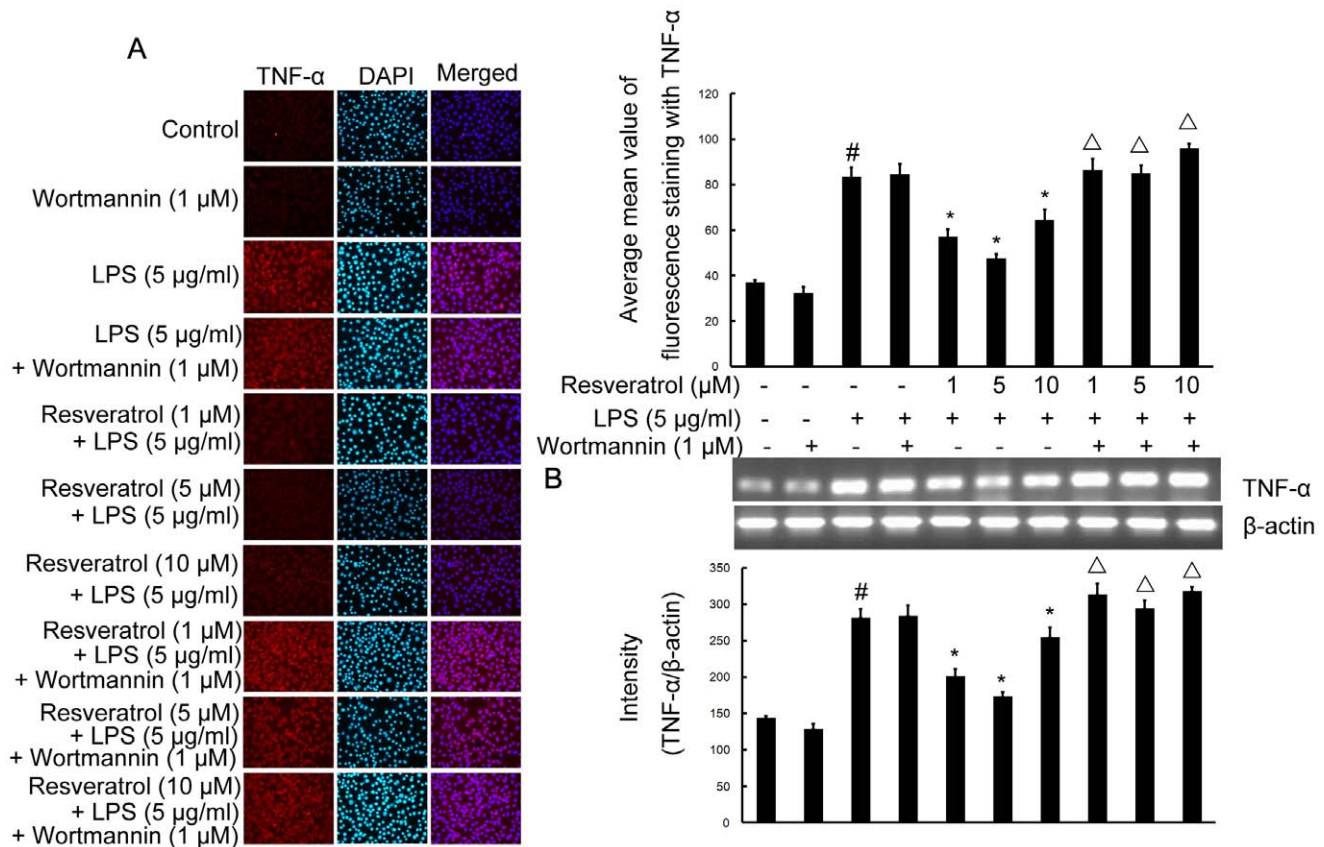 A
TNF-α DAPI Merged
Control
Wortmannin (1 µM)
LPS (5 µg/ml)
LPS (5 µg/ml)
+ Wortmannin (1 µM)
Resveratrol (1 µM)
+ LPS (5 µg/ml)
Resveratrol (5 µM)
+ LPS (5 µg/ml)
Resveratrol (10 µM)
+ LPS (5 µg/ml)
Resveratrol (1 µM)
+ LPS (5 µg/ml)
+ Wortmannin (1 µM)
Resveratrol (5 µM)
+ LPS (5 µg/ml)
+ Wortmannin (1 µM)
Resveratrol (10 µM)
+ LPS (5 µg/ml)
+ Wortmannin (1 µM)
Average mean value of
fluorescence staining with TNF-α
120
100
80
60
40
20
0
# * * * △ △ △
Resveratrol (µM) - - - - 1 5 10 1 5 10
LPS (5 µg/ml) - - + + + + + + + +
Wortmannin (1 µM) - + - + - - - + + +
B
TNF-α
β-actin
Intensity
(TNF-α/β-actin)
350
300
250
200
150
100
50
0
# * * * △ △ △